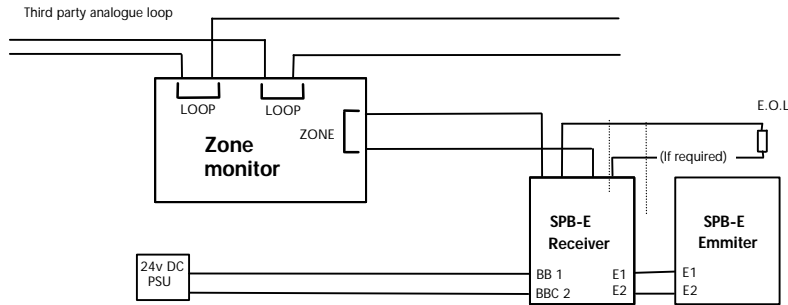 Third party analogue loop
LOOP
LOOP
ZONE
Zone
monitor
E.O.L
(If required)
SPB-E
Receiver
SPB-E
Emmiter
24v DC
PSU
BB 1
BBC 2
E1
E2
E1
E2